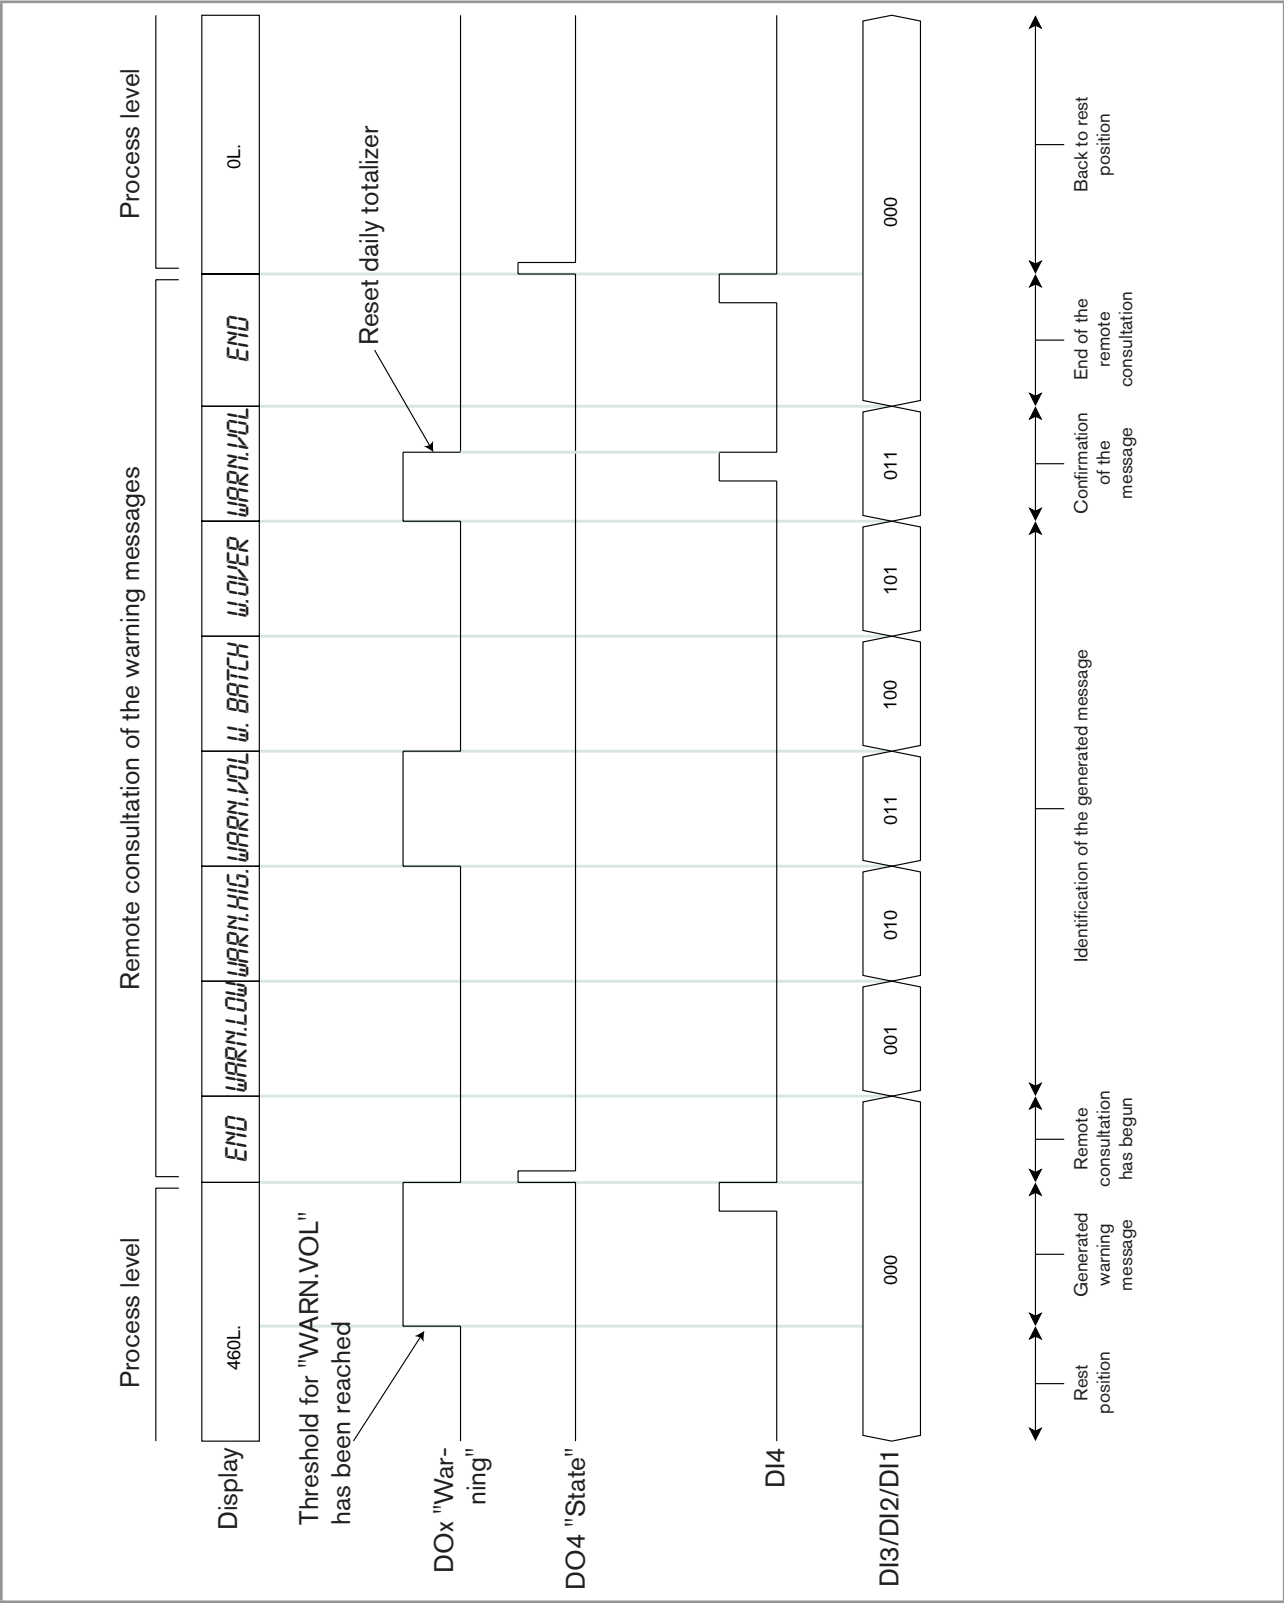 Process level
Remote consultation of the warning messages
Process level
Display
460L.
END
WARN.LOW
WARN.HIG.
WARN.VOL
W. BATCH
W.OVER
WARN.VOL
END
0L.
Threshold for "WARN.VOL"
has been reached
Reset daily totalizer
DOx "War-
ning"
DO4 "State"
DI4
DI3/DI2/DI1
000
001
010
011
100
101
011
000
Rest
position
Generated
warning
message
Remote
consultation
has begun
Identification of the generated message
Confirmation
of the
message
End of the
remote
consultation
Back to rest
position